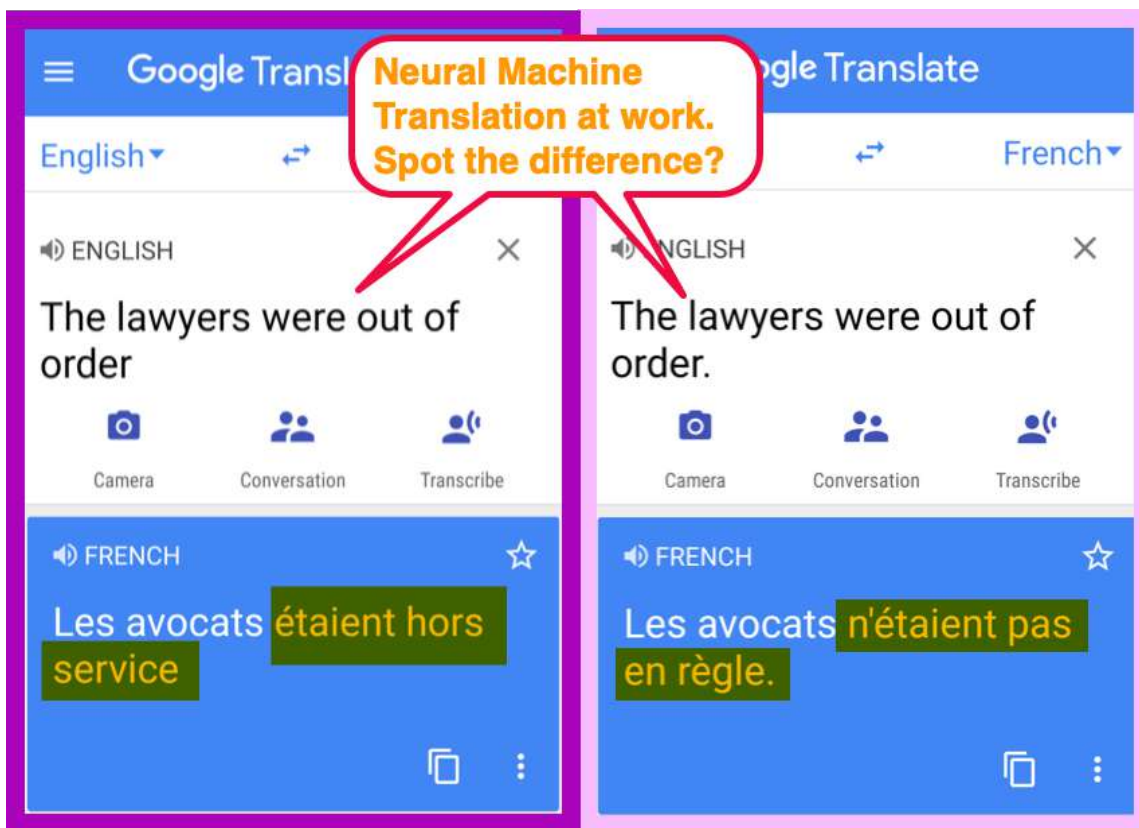 Google Transl
English
ENGLISH
The lawyers were out of
order
Camera Conversation Transcribe
FRENCH
Les avocats étaient hors
service
Neural Machine
Translation at work.
Spot the difference?
gle Translate
French
NGLISH
The lawyers were out of
order.
Camera Conversation Transcribe
FRENCH
Les avocats n'étaient pas
en règle.